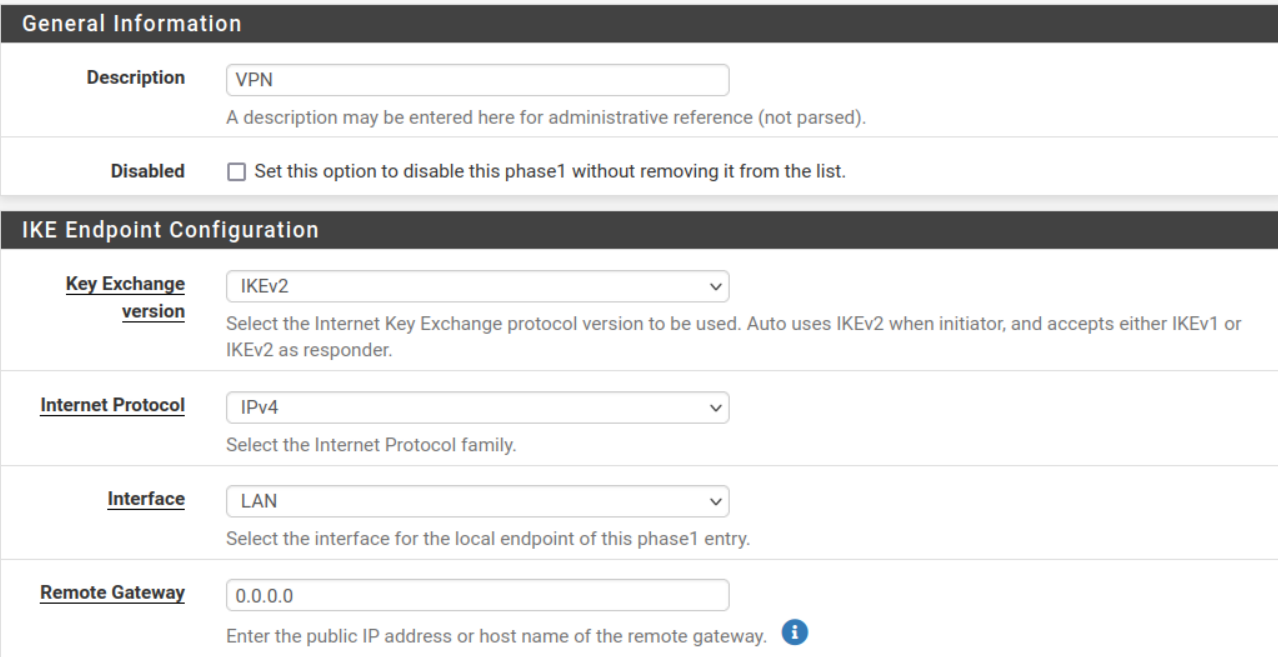 General Information
Description
VPN
A description may be entered here for administrative reference (not parsed).
Disabled
Set this option to disable this phase1 without removing it from the list.
IKE Endpoint Configuration
Key Exchange
version
IKEv2
Select the Internet Key Exchange protocol version to be used. Auto uses IKEv2 when initiator, and accepts either IKEv1 or
IKEv2 as responder.
Internet Protocol
IPv4
Select the Internet Protocol family.
Interface
LAN
Select the interface for the local endpoint of this phase1 entry.
Remote Gateway
0.0.0.0
Enter the public IP address or host name of the remote gateway.